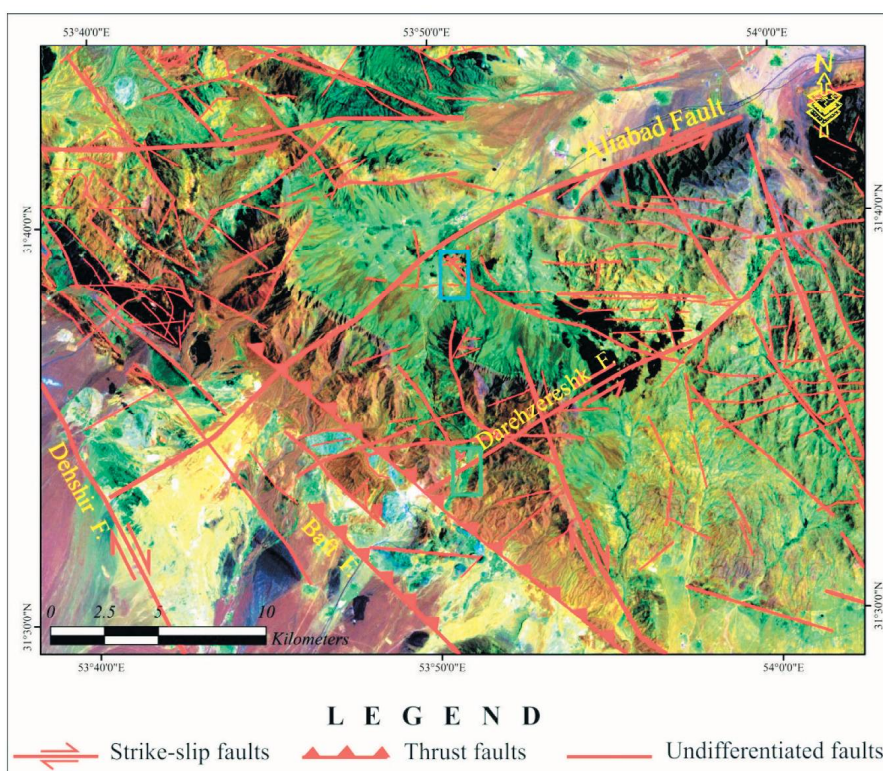 53°40'0"E 53°50'0"E 54°0'0"E
N
Aliabad Fault
31°40'0"N 31°40'0"N
Darehzereshk F.
Dehshir F.
Baft F.
31°30'0"N 31°30'0"N
0 2.5 5 10
Kilometers
53°40'0"E 53°50'0"E 54°0'0"E
L E G E N D
Strike-slip faults Thrust faults Undifferentiated faults